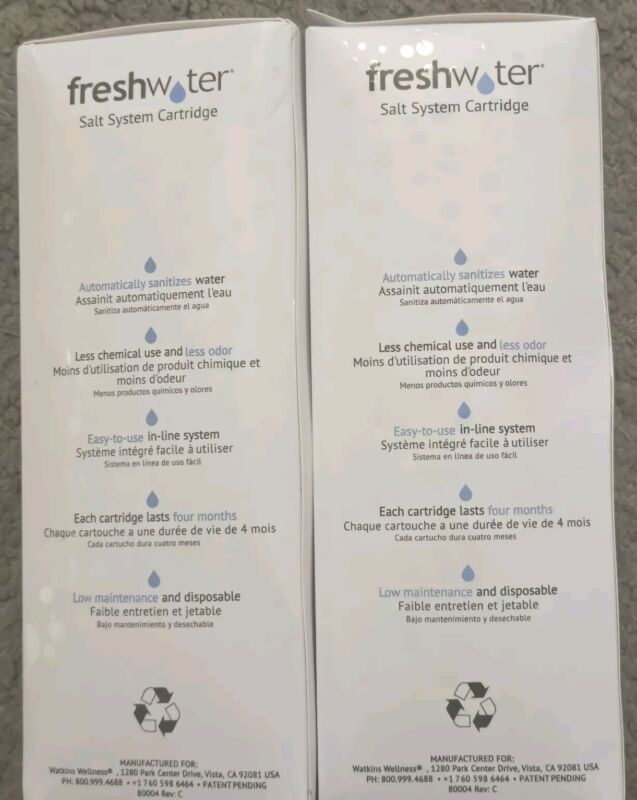 freshwater®
Salt System Cartridge
Automatically sanitizes water
Assainit automatiquement l'eau
Sanitiza automáticamente el agua
Less chemical use and less odor
Moins d'utilisation de produit chimique et
moins d'odeur
Menos productos químicos y olores
Easy-to-use in-line system
Système intégré facile à utiliser
Sistema en línea de uso fácil
Each cartridge lasts four months
Chaque cartouche a une durée de vie de 4 mois
Cada cartucho dura cuatro meses
Low maintenance and disposable
Faible entretien et jetable
Bajo mantenimiento y desechable
MANUFACTURED FOR:
Watkins Wellness® , 1280 Park Center Drive, Vista, CA 92081 USA
PH: 800.999.4688 • +1 760 598 6464 • PATENT PENDING
80004 Rev: C
freshwater®
Salt System Cartridge
Automatically sanitizes water
Assainit automatiquement l'eau
Sanitiza automáticamente el agua
Less chemical use and less odor
Moins d'utilisation de produit chimique et
moins d'odeur
Menos productos químicos y olores
Easy-to-use in-line system
Système intégré facile à utiliser
Sistema en línea de uso fácil
Each cartridge lasts four months
Chaque cartouche a une durée de vie de 4 mois
Cada cartucho dura cuatro meses
Low maintenance and disposable
Faible entretien et jetable
Bajo mantenimiento y desechable
MANUFACTURED FOR:
Watkins Wellness® , 1280 Park Center Drive, Vista, CA 92081 USA
PH: 800.999.4688 • +1 760 598 6464 • PATENT PENDING
80004 Rev: C